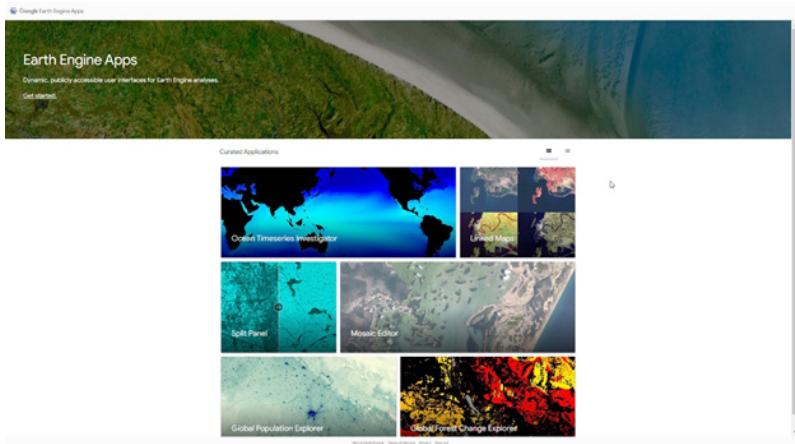 Google Earth Engine Apps
Earth Engine Apps
Dynamic, publicly accessible user interfaces for Earth Engine analyses.
Get started.
Curated Applications
Ocean Timeseries Investigator
Linked Maps
Split Panel
Mosaic Editor
Global Population Explorer
Global Forest Change Explorer